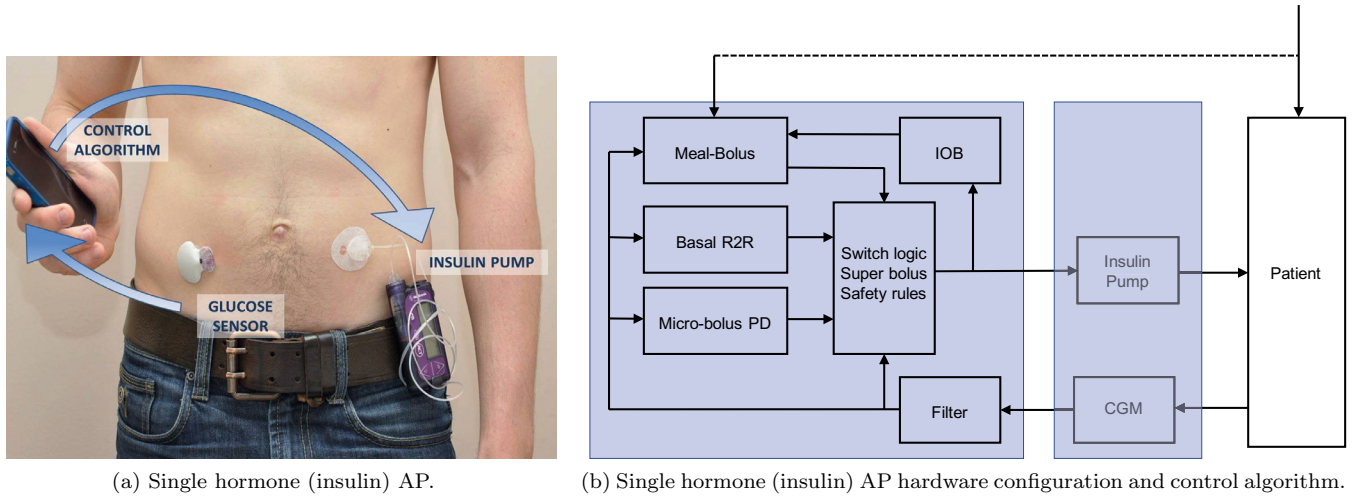 CONTROL
ALGORITHM
INSULIN PUMP
GLUCOSE
SENSOR
(a) Single hormone (insulin) AP.
Meal-Bolus
IOB
Basal R2R
Switch logic
Super bolus
Safety rules
Micro-bolus PD
Filter
Insulin
Pump
CGM
Patient
(b) Single hormone (insulin) AP hardware configuration and control algorithm.